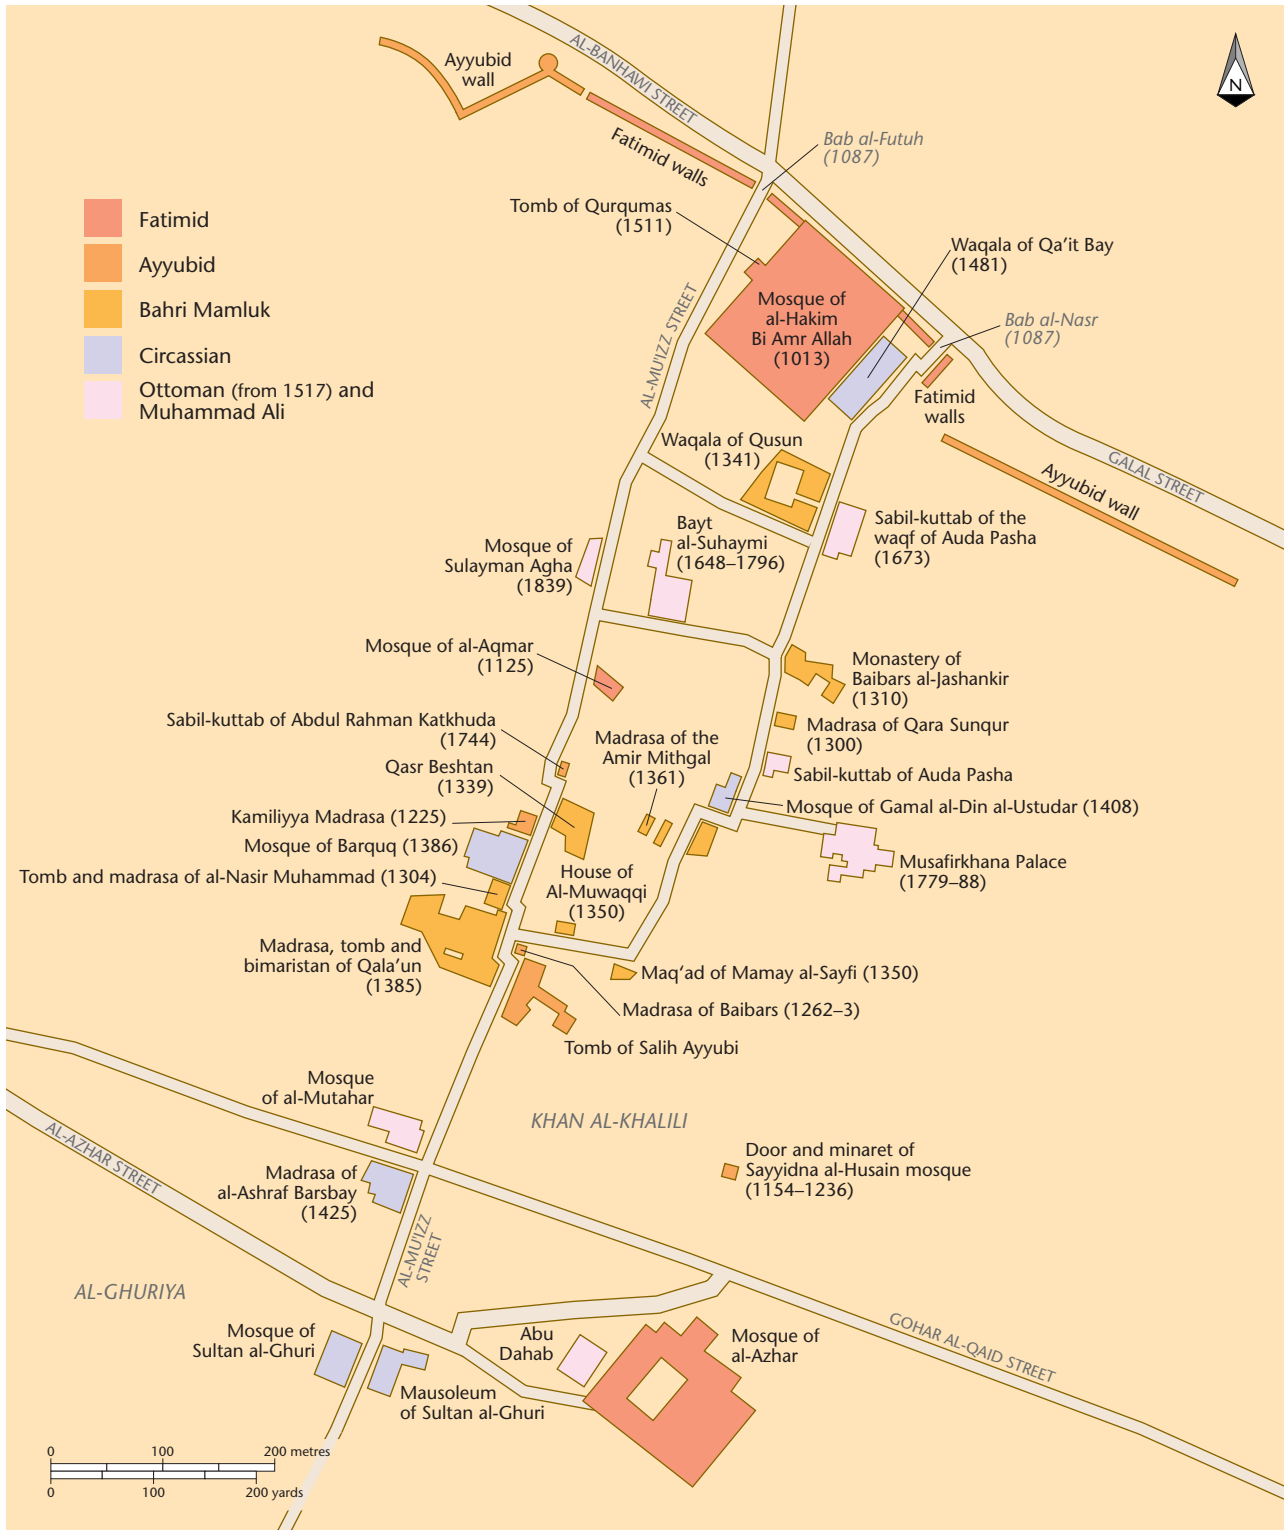 Ayyubid
wall
AL-BANHAWI STREET
N
Fatimid walls
Bab al-Futuh
(1087)
Tomb of Qurqumas
(1511)
Fatimid
Ayyubid
Bahri Mamluk
Circassian
Ottoman (from 1517) and
Muhammad Ali
Waqala of Qa’it Bay
(1481)
Mosque of
al-Hakim
Bi Amr Allah
(1013)
Bab al-Nasr
(1087)
AL-MU'IZZ STREET
Fatimid
walls
Waqala of Qusun
(1341)
GALAL STREET
Ayyubid wall
Sabil-kuttab of the
waqf of Auda Pasha
(1673)
Bayt
al-Suhaymi
(1648–1796)
Mosque of
Sulayman Agha
(1839)
Mosque of al-Aqmar
(1125)
Monastery of
Baibars al-Jashankir
(1310)
Sabil-kuttab of Abdul Rahman Katkhuda
(1744)
Madrasa of Qara Sunqur
(1300)
Madrasa of the
Amir Mithgal
(1361)
Qasr Beshtan
(1339)
Sabil-kuttab of Auda Pasha
Mosque of Gamal al-Din al-Ustudar (1408)
Kamiliyya Madrasa (1225)
Mosque of Barquq (1386)
Musafirkhana Palace
(1779–88)
Tomb and madrasa of al-Nasir Muhammad (1304)
House of
Al-Muwaqqi
(1350)
Madrasa, tomb and
bimaristan of Qala’un
(1385)
Maq‘ad of Mamay al-Sayfi (1350)
Madrasa of Baibars (1262–3)
Tomb of Salih Ayyubi
Mosque
of al-Mutahar
KHAN AL-KHALILI
AL-AZHAR STREET
Door and minaret of
Sayyidna al-Husain mosque
(1154–1236)
Madrasa of
al-Ashraf Barsbay
(1425)
AL-MU'IZZ
STREET
AL-GHURIYA
GOHAR AL-QAID STREET
Mosque of
Sultan al-Ghuri
Abu
Dahab
Mosque of
al-Azhar
Mausoleum
of Sultan al-Ghuri
0 100 200 metres
0 100 200 yards